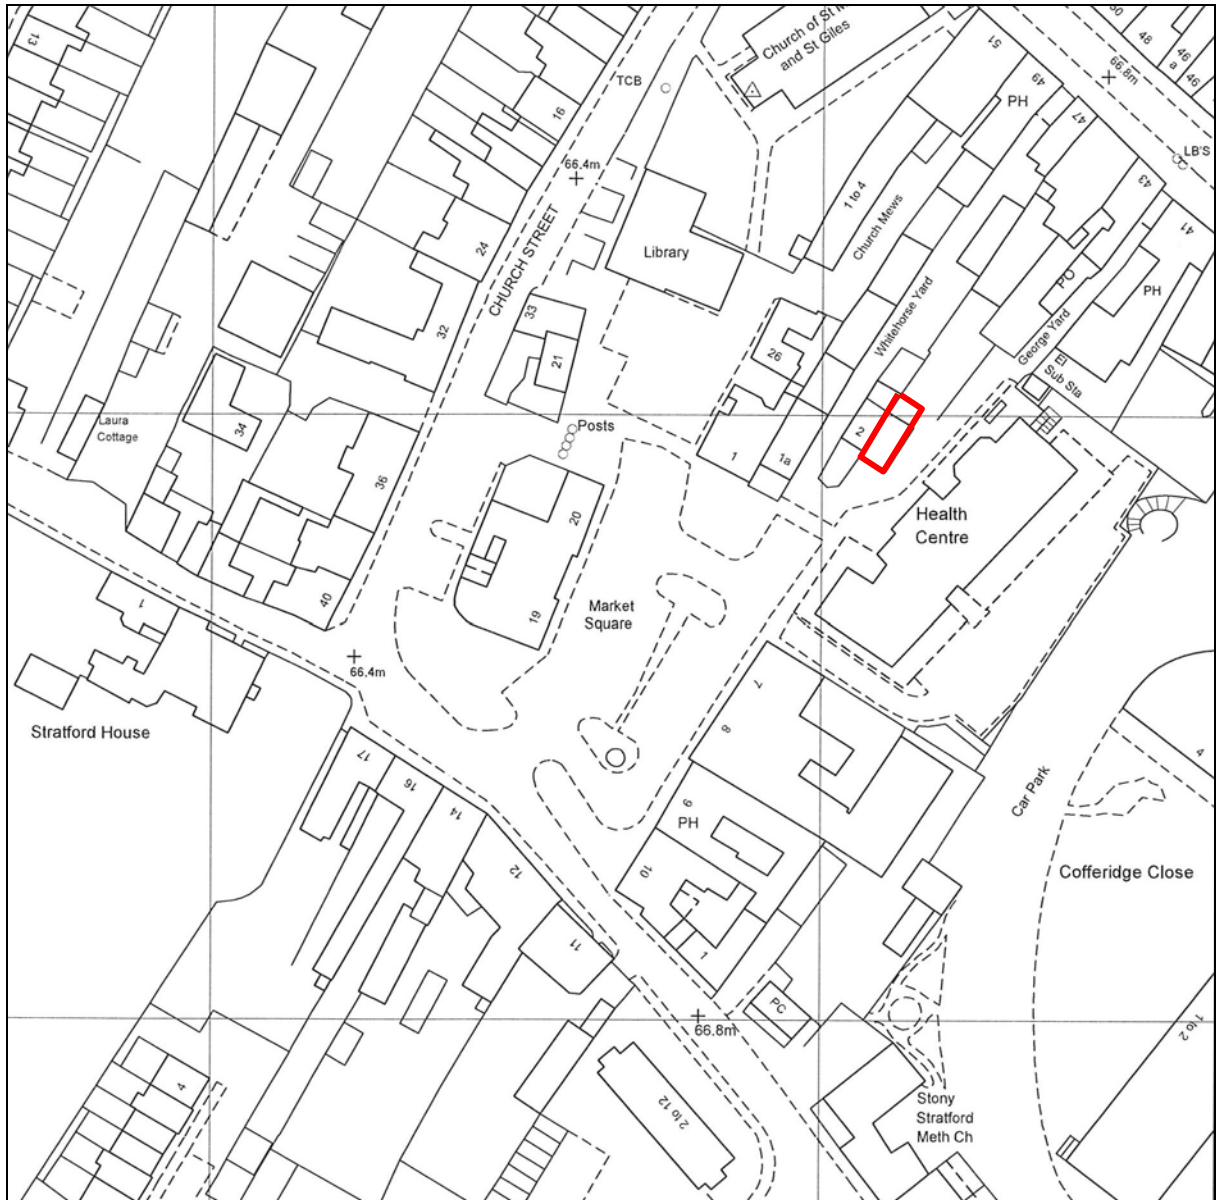 13
16
TCB
66.4m
CHURCH STREET
24
32
33
21
Library
Church of St M
and St Giles
51
49
PH
47
43
41
50
48
46
a
46
66.8m
LB'S
1 to 4
Church Mews
Whitehorse Yard
PO
PH
George Yard
Sub Sta
El
26
1
1a
2
Laura
Cottage
34
36
40
Posts
20
19
Market
Square
Health
Centre
1
66.4m
Stratford House
17
16
14
12
11
7
8
9
PH
10
1
PC
66.8m
2 to 12
4
Car Park
4
Cofferidge Close
1 to 2
Stony
Stratford
Meth Ch